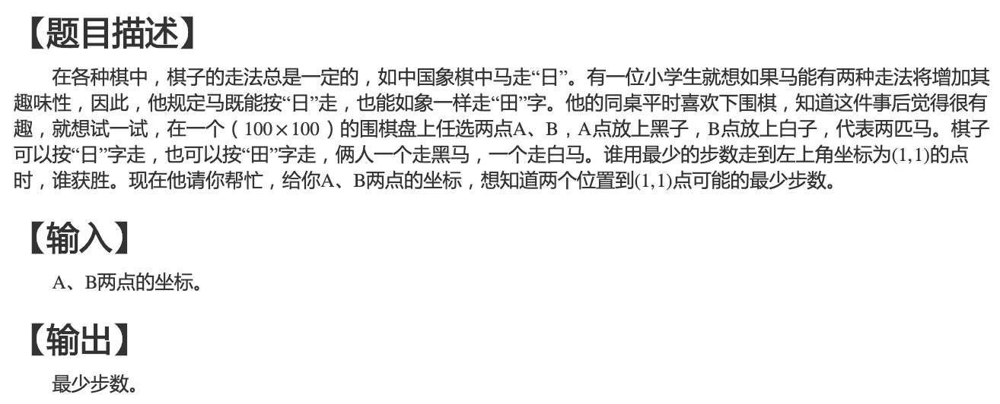 【题目描述】
在各种棋中，棋子的走法总是一定的，如中国象棋中马走“日”。有一位小学生就想如果马能有两种走法将增加其
趣味性，因此，他规定马既能按“日”走，也能如象一样走“田”字。他的同桌平时喜欢下围棋，知道这件事后觉得很有
趣，就想试一试，在一个（100×100）的围棋盘上任选两点A、B，A点放上黑子，B点放上白子，代表两匹马。棋子
可以按“日”字走，也可以按“田”字走，俩人一个走黑马，一个走白马。谁用最少的步数走到左上角坐标为(1,1)的点
时，谁获胜。现在他请你帮忙，给你A、B两点的坐标，想知道两个位置到(1,1)点可能的最少步数。
【输入】
A、B两点的坐标。
【输出】
最少步数。